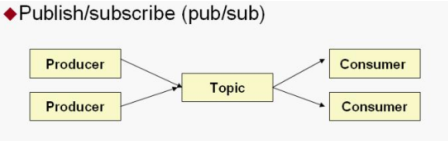 ◆Publish/subscribe (pub/sub)
Producer
Consumer
Topic
Producer
Consumer